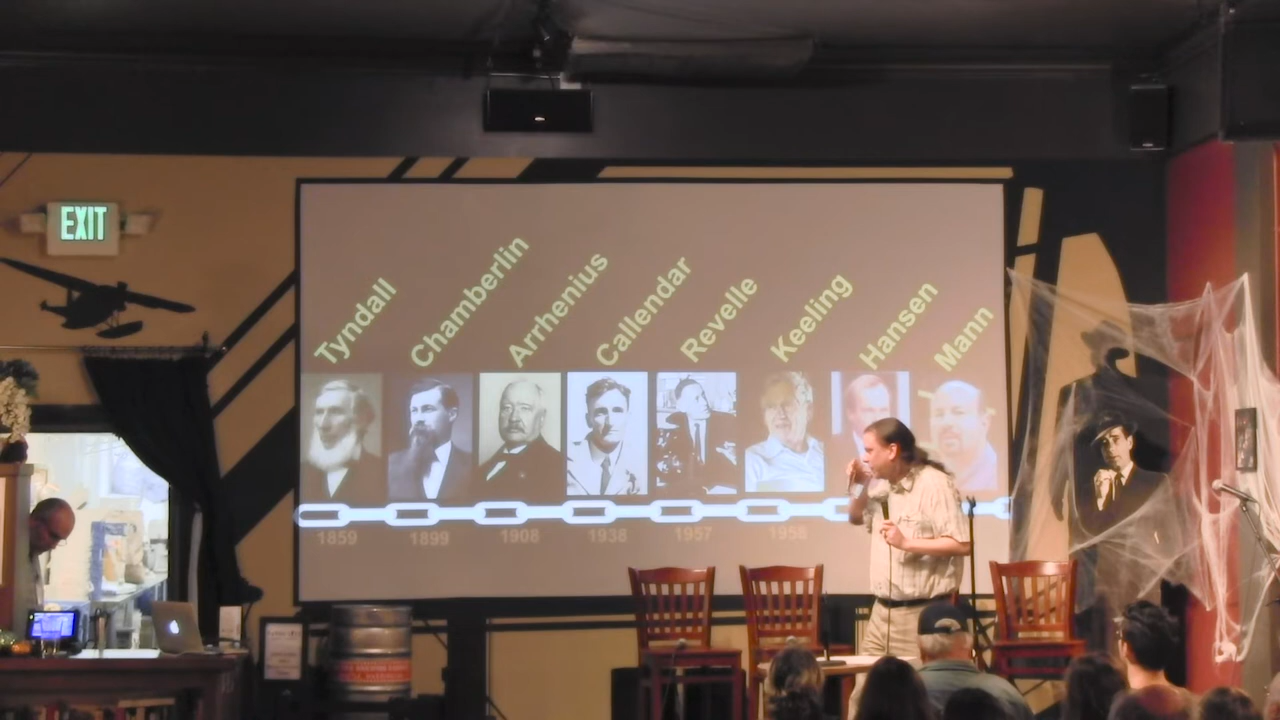 EXIT
Tyndall
Chamberlin
Arrhenius
Callendar
Revelle
Keeling
Hansen
Mann
1859
1899
1908
1938
1957
1958